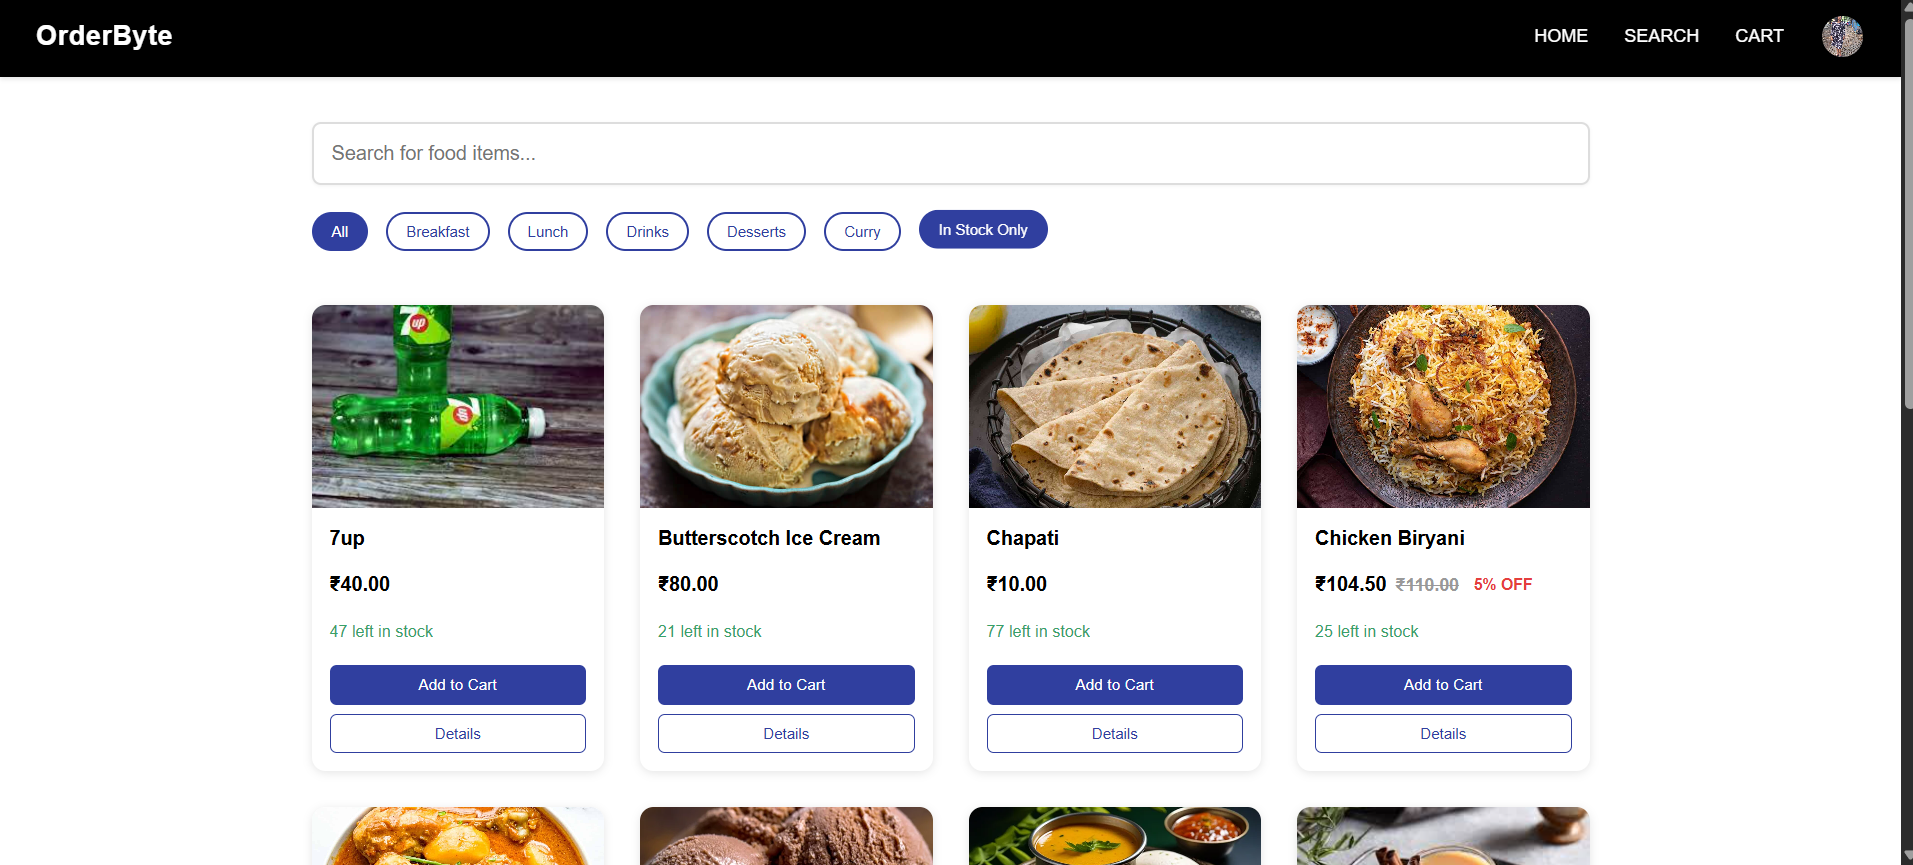 OrderByte
HOME SEARCH CART
Search for food items...
All Breakfast Lunch Drinks Desserts Curry In Stock Only
7up
7up
7up Butterscotch Ice Cream Chapati Chicken Biryani
₹40.00 ₹80.00 ₹10.00 ₹104.50 ₹110.00 5% OFF
47 left in stock 21 left in stock 77 left in stock 25 left in stock
Add to Cart Add to Cart Add to Cart Add to Cart
Details Details Details Details